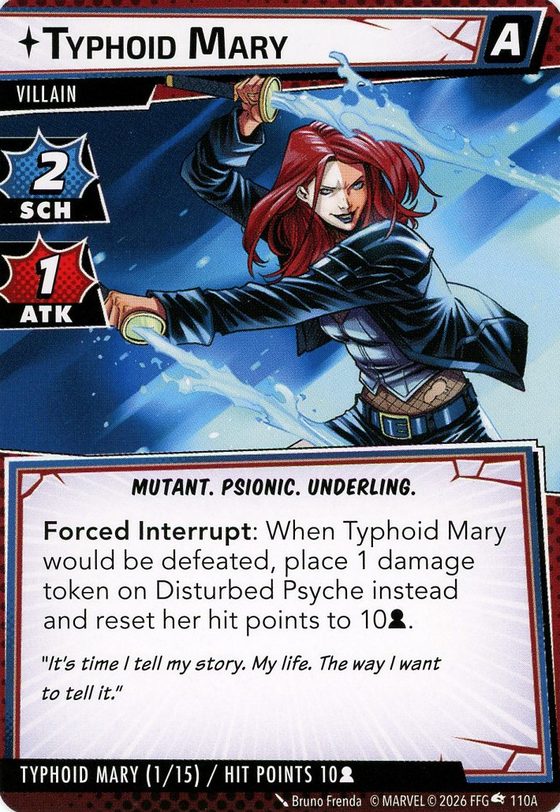 TYPHOID MARY
A
VILLAIN
2
SCH
1
ATK
MUTANT. PSIONIC. UNDERLING.
Forced Interrupt: When Typhoid Mary
would be defeated, place 1 damage
token on Disturbed Psyche instead
and reset her hit points to 10.
"It's time I tell my story. My life. The way I want
to tell it."
TYPHOID MARY (1/15) / HIT POINTS 10
Bruno Frenda © MARVEL © 2026 FFG 110A